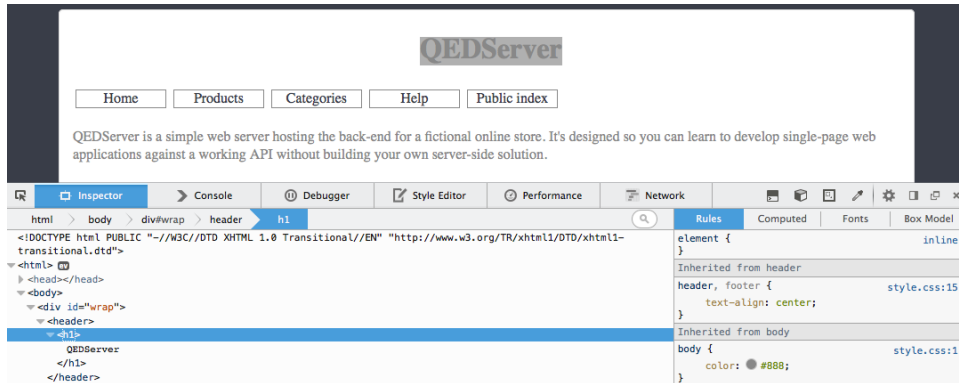 QEDServer
Home Products Categories Help Public index
QEDServer is a simple web server hosting the back-end for a fictional online store. It's designed so you can learn to develop single-page web
applications against a working API without building your own server-side solution.
Inspector Console Debugger Style Editor Performance Network
html body div#wrap header h1
Rules Computed Fonts Box Model
<!DOCTYPE html PUBLIC "-//W3C//DTD XHTML 1.0 Transitional//EN" "http://www.w3.org/TR/xhtml1/DTD/xhtml1-
transitional.dtd">
<html> ev
<head></head>
<body>
<div id="wrap">
<header>
<h1>
QEDServer
</h1>
</header>
element { inline
}
Inherited from header
header, footer { style.css:15
text-align: center;
}
Inherited from body
body { style.css:1
color: #888;
}